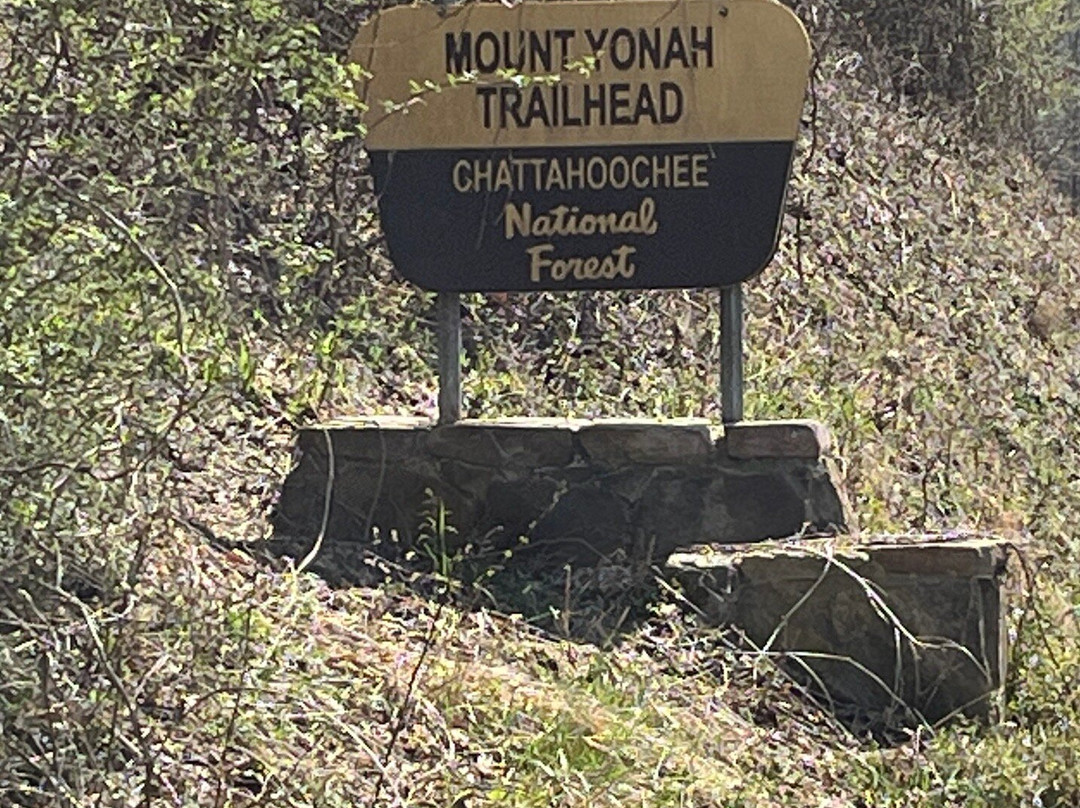 MOUNT YONAH
TRAILHEAD
CHATTAHOOCHEE
National
Forest